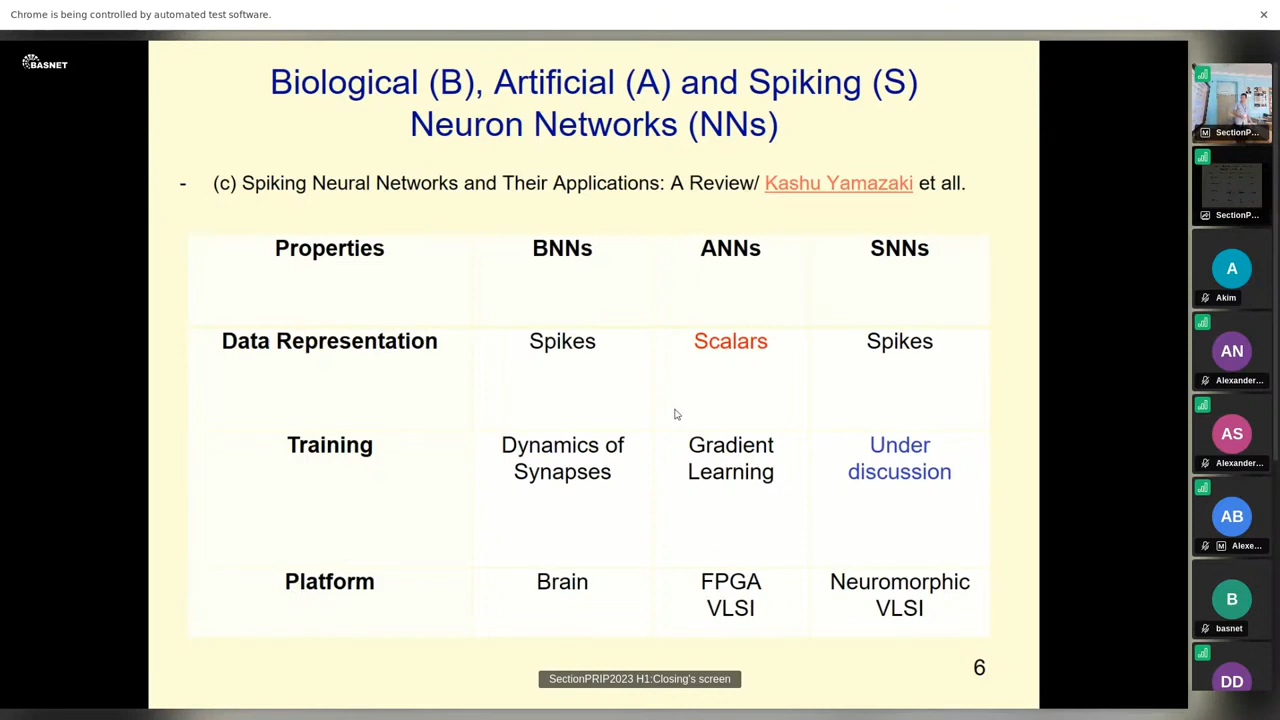 Chrome is being controlled by automated test software.
BASNET
Biological (B), Artificial (A) and Spiking (S)
Neuron Networks (NNs)
- (c) Spiking Neural Networks and Their Applications: A Review/ Kashu Yamazaki et all.
Properties BNNs ANNs SNNs
Data Representation Spikes Scalars Spikes
Training Dynamics of Synapses Gradient Learning Under discussion
Platform Brain FPGA VLSI Neuromorphic VLSI
6
SectionPRIP2023 H1:Closing's screen
M SectionP...
SectionP...
A
Akim
AN
Alexander...
AS
Alexander...
AB
M Alexe...
B
basnet
DD